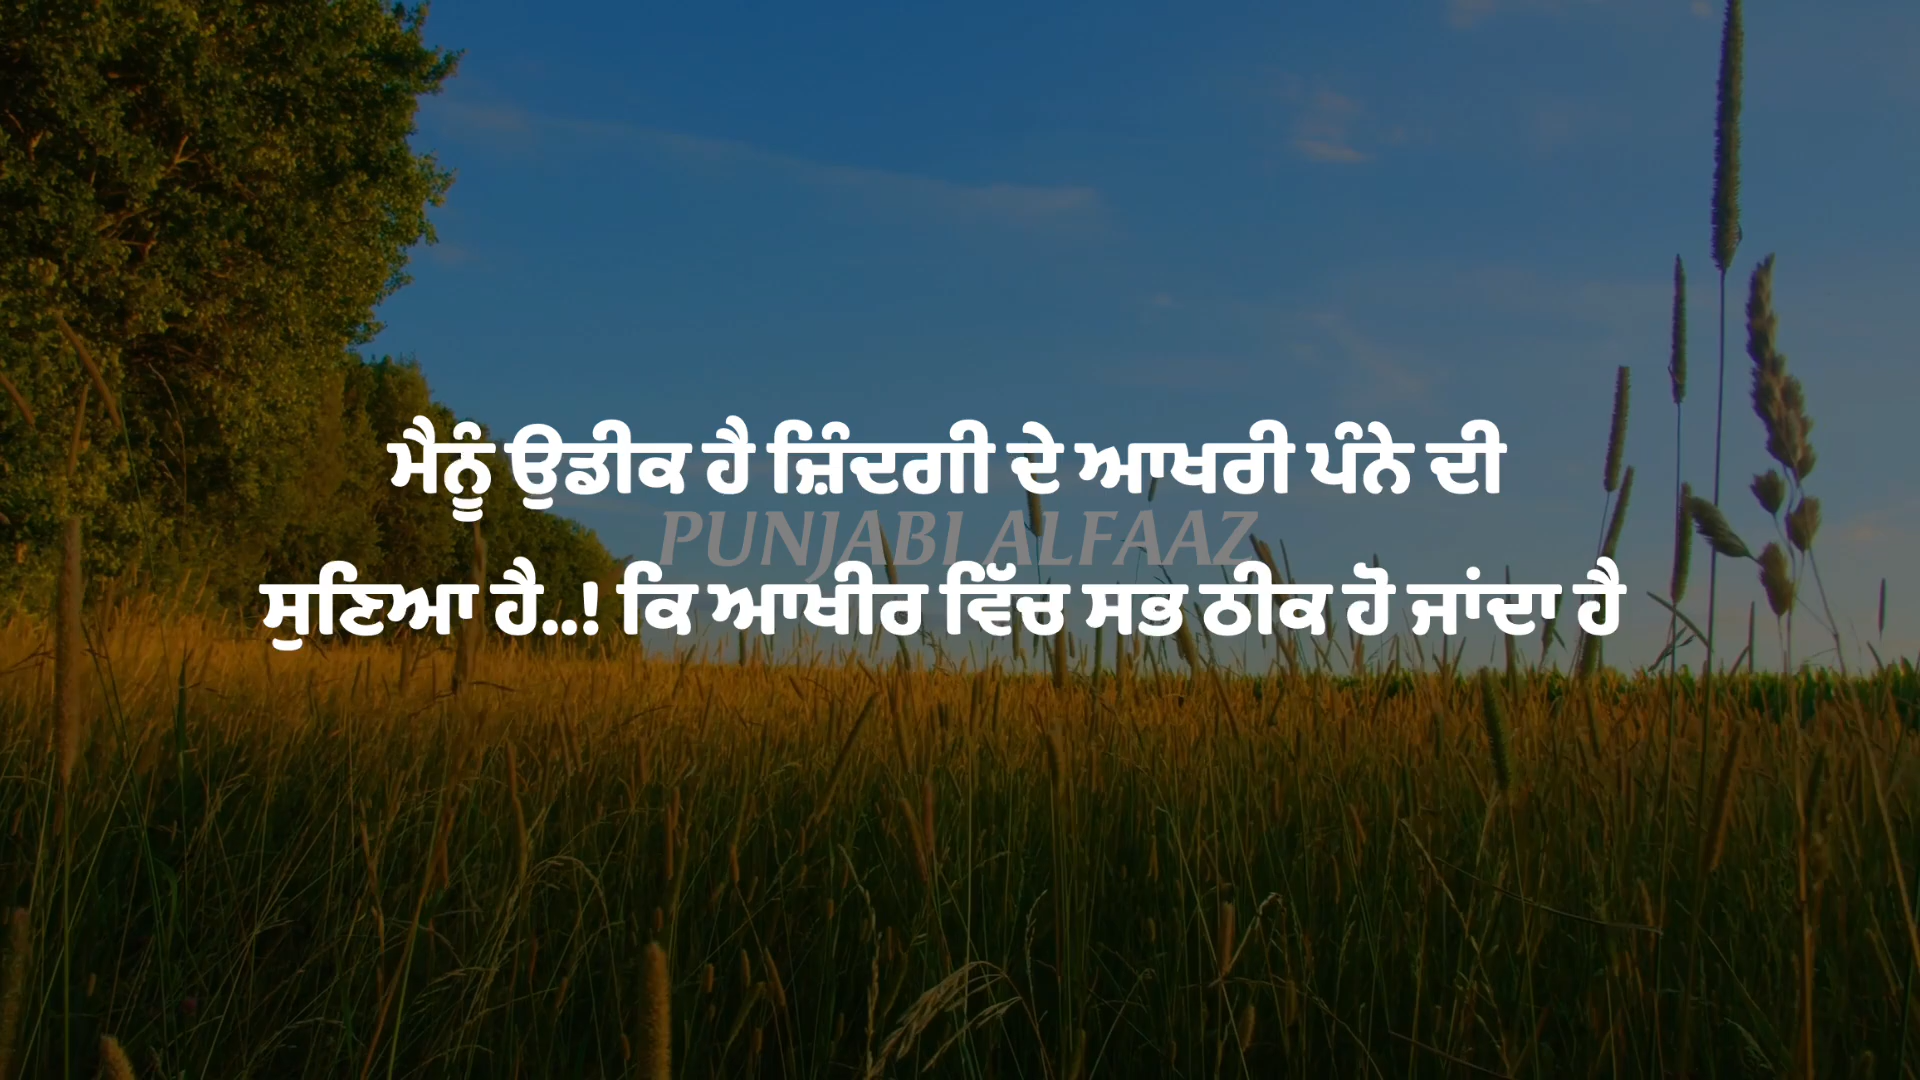 ਮੈਨੂੰ ਉਡੀਕ ਹੈ ਜ਼ਿੰਦਗੀ ਦੇ ਆਖਰੀ ਪੰਨੇ ਦੀ
PUNJABI ALFAAZ
ਸੁਣਿਆ ਹੈ..! ਕਿ ਆਖੀਰ ਵਿੱਚ ਸਭ ਠੀਕ ਹੋ ਜਾਂਦਾ ਹੈ